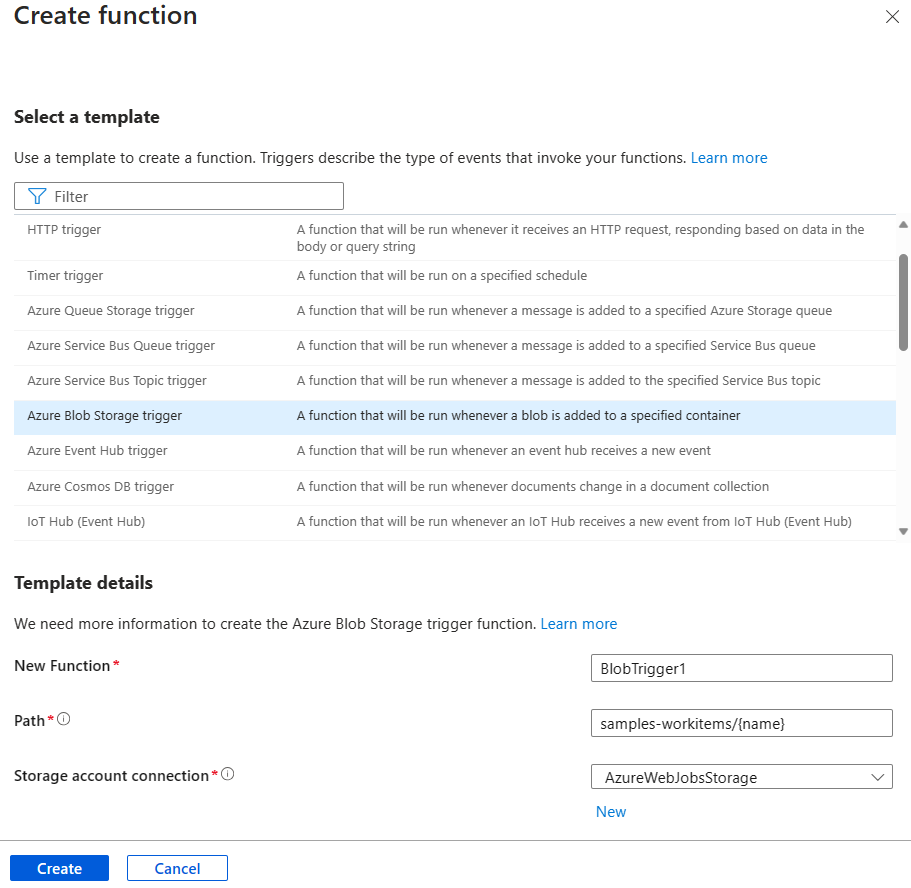 Create function
Select a template
Use a template to create a function. Triggers describe the type of events that invoke your functions. Learn more
Filter
HTTP trigger
A function that will be run whenever it receives an HTTP request, responding based on data in the
body or query string
Timer trigger
A function that will be run on a specified schedule
Azure Queue Storage trigger
A function that will be run whenever a message is added to a specified Azure Storage queue
Azure Service Bus Queue trigger
A function that will be run whenever a message is added to a specified Service Bus queue
Azure Service Bus Topic trigger
A function that will be run whenever a message is added to the specified Service Bus topic
Azure Blob Storage trigger
A function that will be run whenever a blob is added to a specified container
Azure Event Hub trigger
A function that will be run whenever an event hub receives a new event
Azure Cosmos DB trigger
A function that will be run whenever documents change in a document collection
IoT Hub (Event Hub)
A function that will be run whenever an IoT Hub receives a new event from IoT Hub (Event Hub)
Template details
We need more information to create the Azure Blob Storage trigger function. Learn more
New Function*
BlobTrigger1
Path*
samples-workitems/{name}
Storage account connection*
AzureWebJobsStorage
New
Create
Cancel